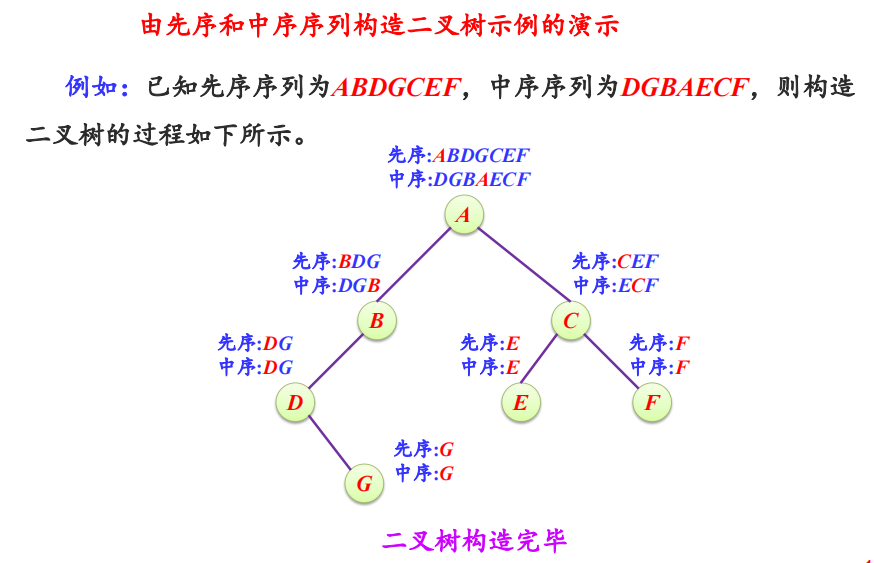 由先序和中序序列构造二叉树示例的演示
例如：已知先序序列为ABDGCEF，中序序列为DGBAECF，则构造
二叉树的过程如下所示。
先序:ABDGCEF
中序:DGBAECF
A
先序:BDG
中序:DGB
先序:CEF
中序:ECF
B
C
先序:DG
中序:DG
先序:E
中序:E
先序:F
中序:F
D
E
F
先序:G
中序:G
G
二叉树构造完毕